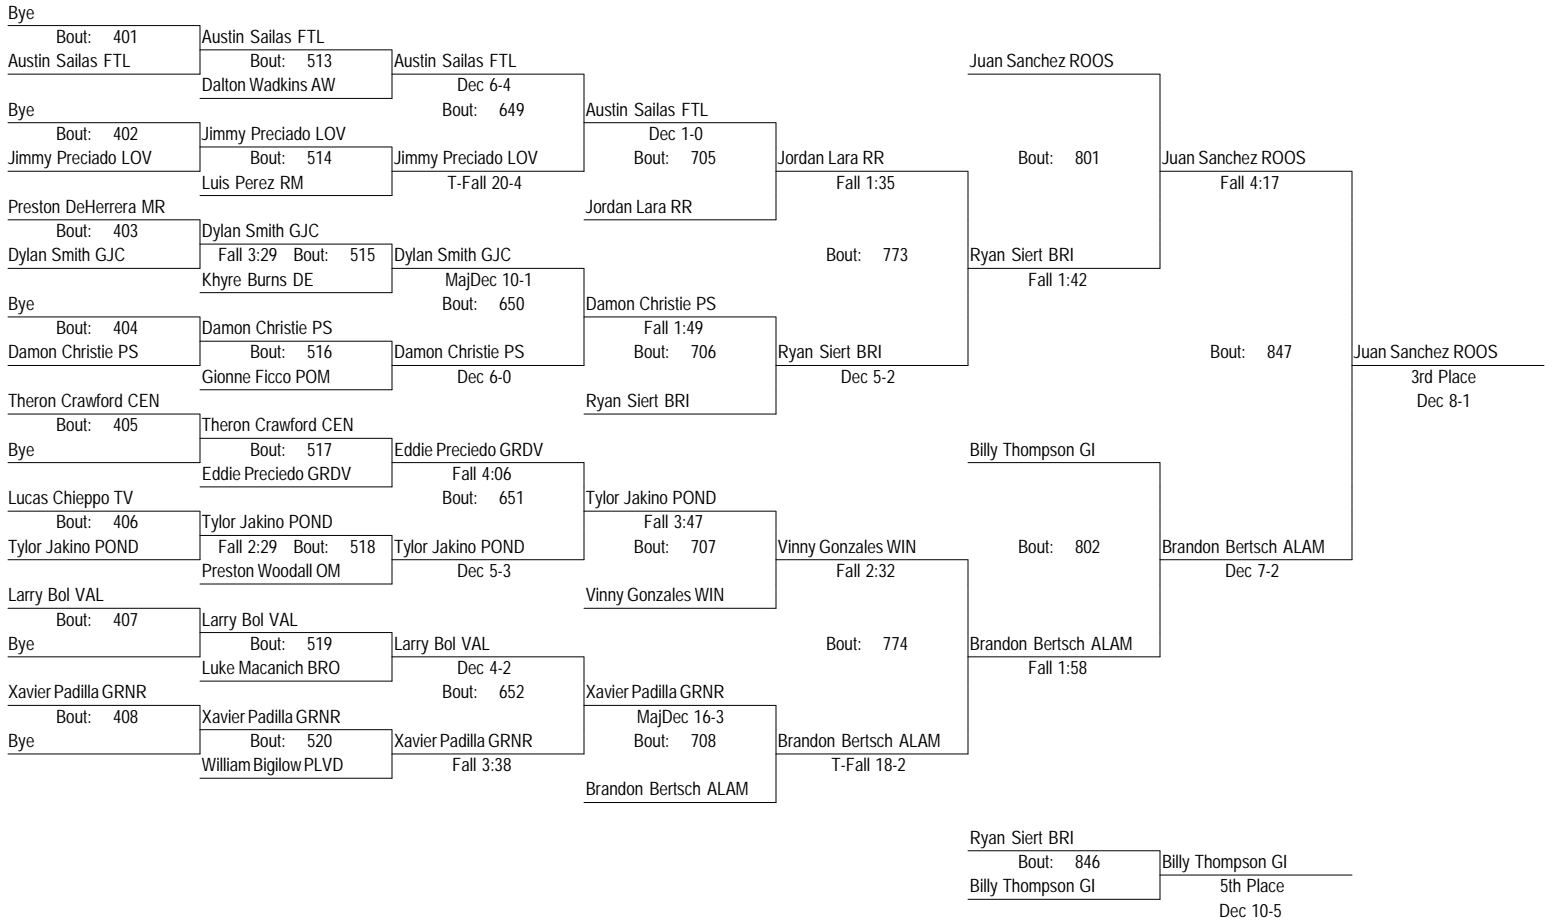 Bye
Bout: 401
Austin Sailas FTL
Austin Sailas FTL
Bout: 513
Dalton Wadkins AW
Austin Sailas FTL
Dec 6-4
Bout: 649
Bye
Bout: 402
Jimmy Preciado LOV
Jimmy Preciado LOV
Bout: 514
Luis Perez RM
Jimmy Preciado LOV
T-Fall 20-4
Austin Sailas FTL
Dec 1-0
Bout: 705
Jordan Lara RR
Jordan Lara RR
Fall 1:35
Preston DeHerrera MR
Bout: 403
Dylan Smith GJC
Dylan Smith GJC
Fall 3:29 Bout: 515
Khyre Burns DE
Dylan Smith GJC
MajDec 10-1
Bout: 650
Bye
Bout: 404
Damon Christie PS
Damon Christie PS
Bout: 516
Gionne Ficco POM
Damon Christie PS
Dec 6-0
Damon Christie PS
Fall 1:49
Bout: 706
Ryan Siert BRI
Ryan Siert BRI
Dec 5-2
Bout: 773
Theron Crawford CEN
Bout: 405
Bye
Theron Crawford CEN
Bout: 517
Eddie Preciedo GRDV
Eddie Preciedo GRDV
Fall 4:06
Bout: 651
Lucas Chieppo TV
Bout: 406
Tylor Jakino POND
Tylor Jakino POND
Fall 2:29 Bout: 518
Preston Woodall OM
Tylor Jakino POND
Dec 5-3
Tylor Jakino POND
Fall 3:47
Bout: 707
Vinny Gonzales WIN
Vinny Gonzales WIN
Fall 2:32
Larry Bol VAL
Bout: 407
Bye
Larry Bol VAL
Bout: 519
Luke Macanich BRO
Larry Bol VAL
Dec 4-2
Bout: 652
Xavier Padilla GRNR
Bout: 408
Bye
Xavier Padilla GRNR
Bout: 520
William Bigilow PLVD
Xavier Padilla GRNR
Fall 3:38
Xavier Padilla GRNR
MajDec 16-3
Bout: 708
Brandon Bertsch ALAM
Brandon Bertsch ALAM
T-Fall 18-2
Bout: 774
Juan Sanchez ROOS
Bout: 801
Ryan Siert BRI
Fall 1:42
Juan Sanchez ROOS
Fall 4:17
Billy Thompson GI
Bout: 802
Brandon Bertsch ALAM
Fall 1:58
Brandon Bertsch ALAM
Dec 7-2
Bout: 847
Juan Sanchez ROOS
3rd Place
Dec 8-1
Ryan Siert BRI
Bout: 846
Billy Thompson GI
Billy Thompson GI
5th Place
Dec 10-5